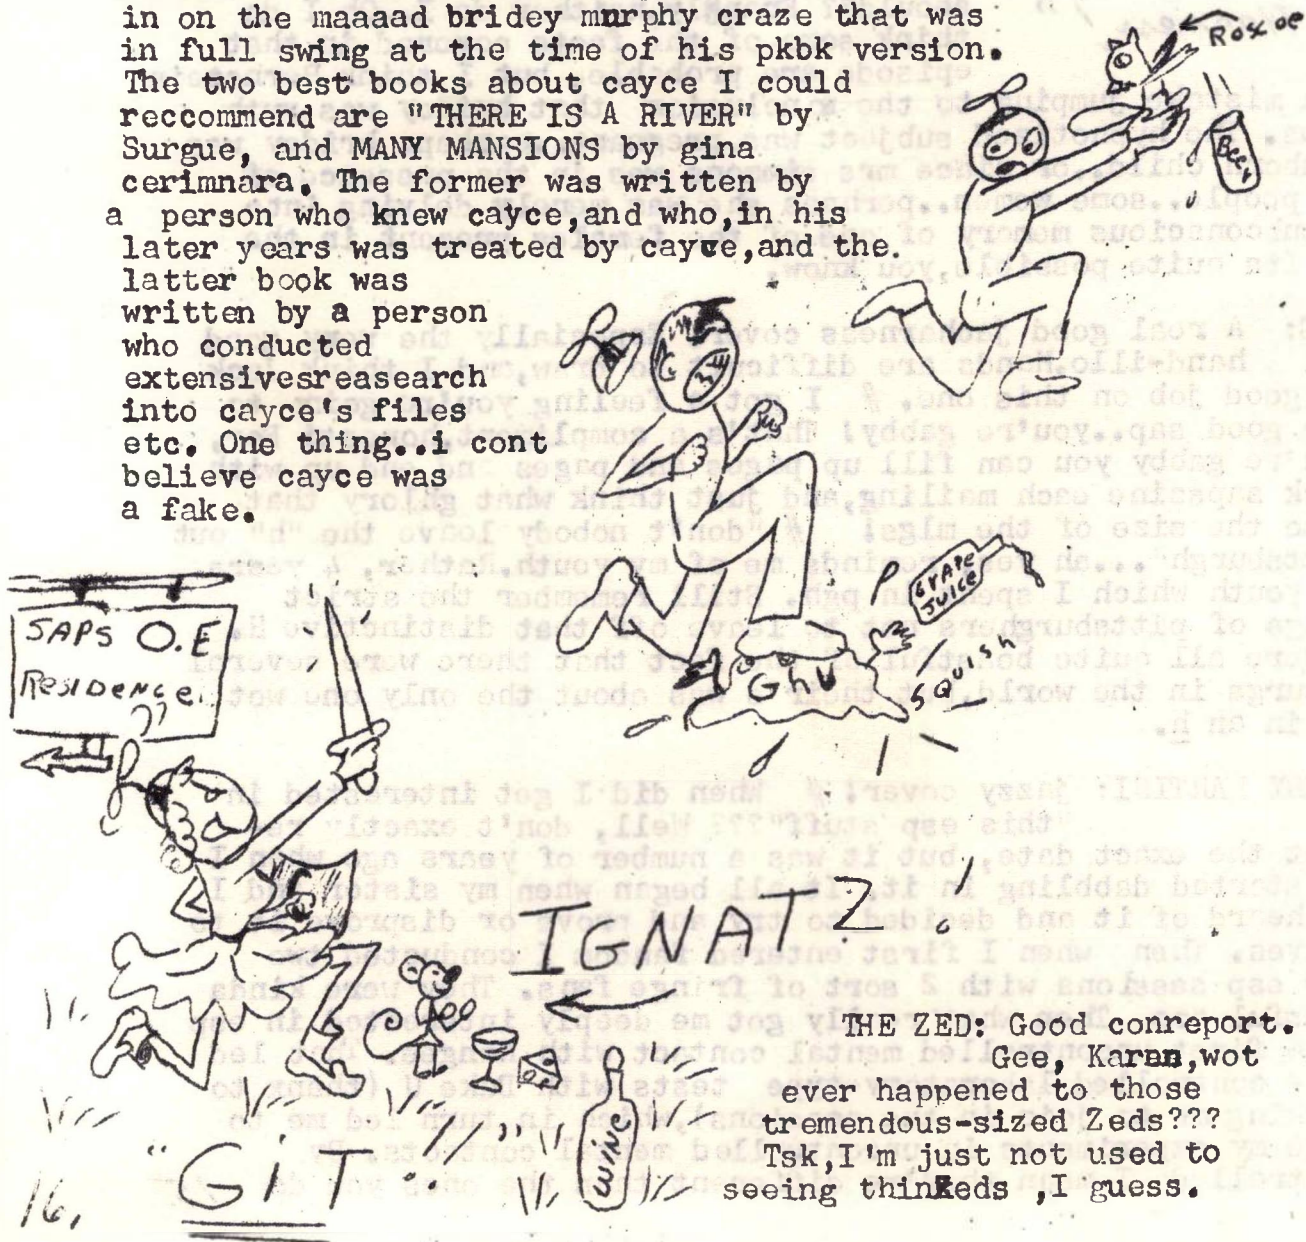 in on the maaaad bridey murphy craze that was
in full swing at the time of his pkbk version.
The two best books about cayce I could
reccommend are "THERE IS A RIVER" by
Surgue, and MANY MANSIONS by gina
cerimnara. The former was written by
a person who knew cayce,and who,in his
later years was treated by cayce,and the.
latter book was
written by a person
who conducted
extensivesreasearch
into cayce's files
etc. One thing..i cont
believe cayce was
a fake.
Roxoe
Beer
GRAPE
JUICE
GhU
SQUISH
SAPS O.E
Residence
IGNATZ
wine
"GIT"
THE ZED: Good conreport.
Gee, Karen,wot
ever happened to those
tremendous-sized Zeds???
Tsk,I'm just not used to
seeing thinZeds ,I guess.
16.